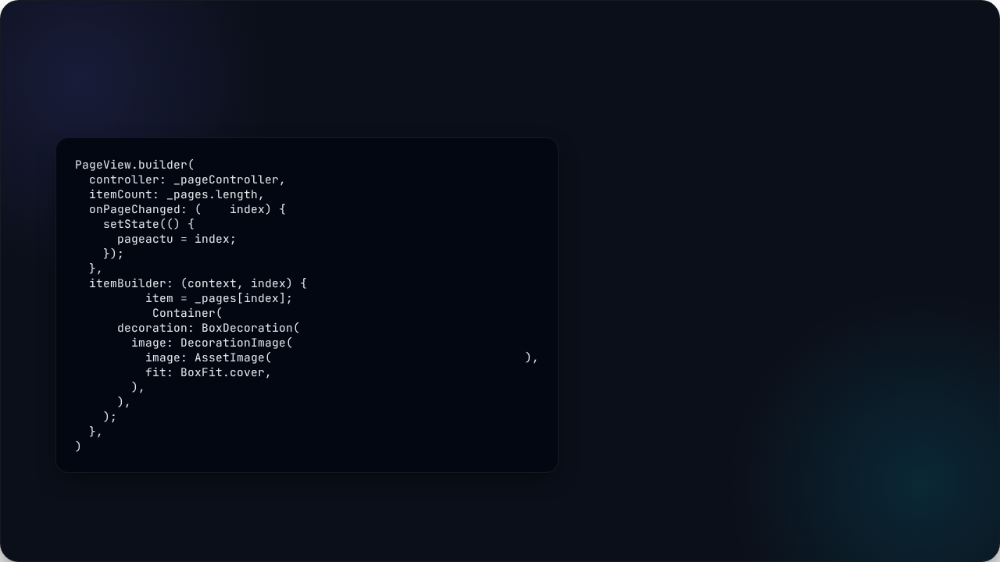 PageView.builder(
  controller: _pageController,
  itemCount: _pages.length,
  onPageChanged: (    index) {
    setState(() {
      pageactu = index;
    });
  },
  itemBuilder: (context, index) {
          item = _pages[index];
           Container(
      decoration: BoxDecoration(
        image: DecorationImage(
          image: AssetImage(                                    ),
          fit: BoxFit.cover,
        ),
      ),
    );
  },
)